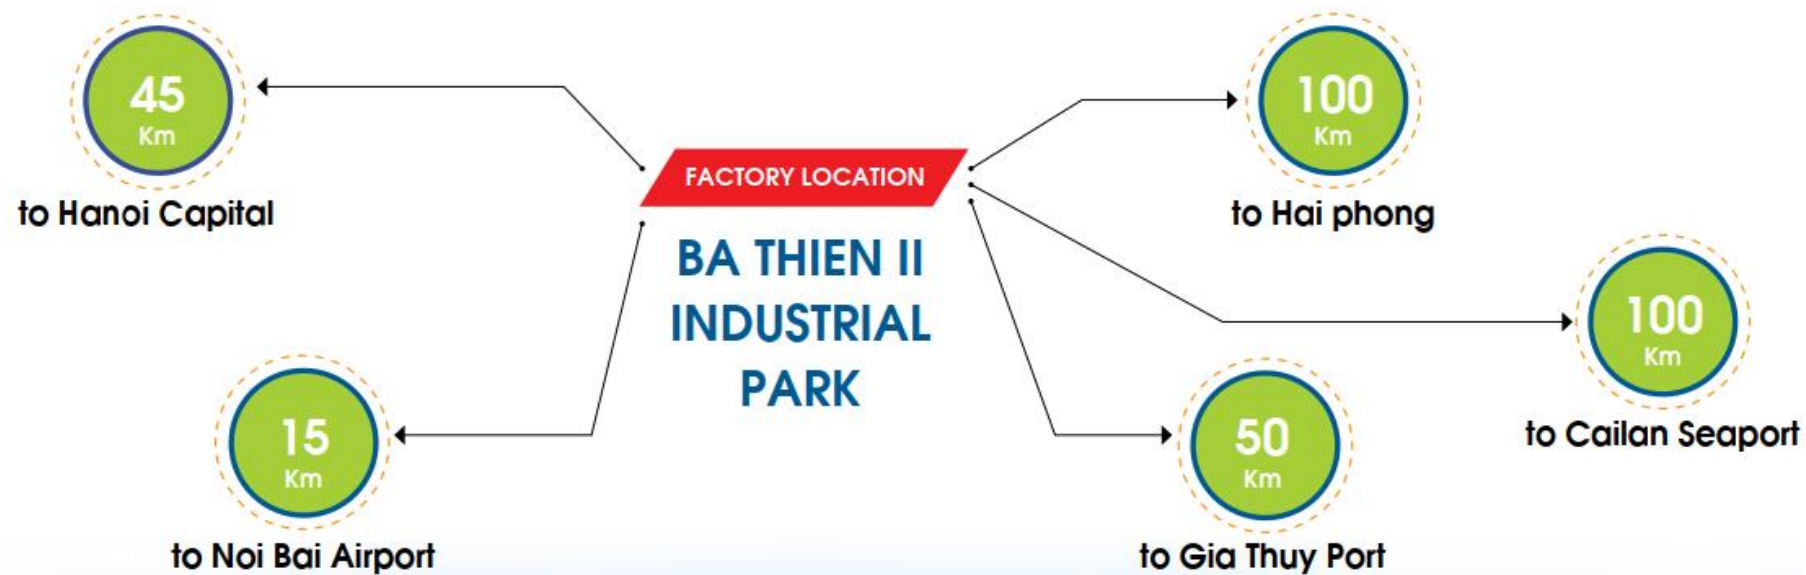 45
Km
to Hanoi Capital
15
Km
to Noi Bai Airport
FACTORY LOCATION
BA THIEN II
INDUSTRIAL
PARK
100
Km
to Hai phong
100
Km
to Cailan Seaport
50
Km
to Gia Thuy Port